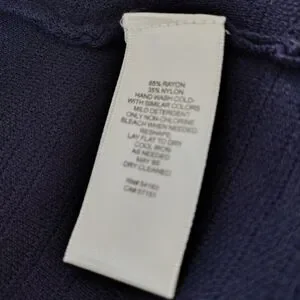 65% RAYON
35% NYLON
HAND WASH COLD
WITH SIMILAR COLORS
MILD DETERGENT
ONLY NON-CHLORINE
BLEACH WHEN NEEDED
RESHAPE,
LAY FLAT TO DRY
COOL IRON
AS NEEDED
MAY BE
DRY CLEANED